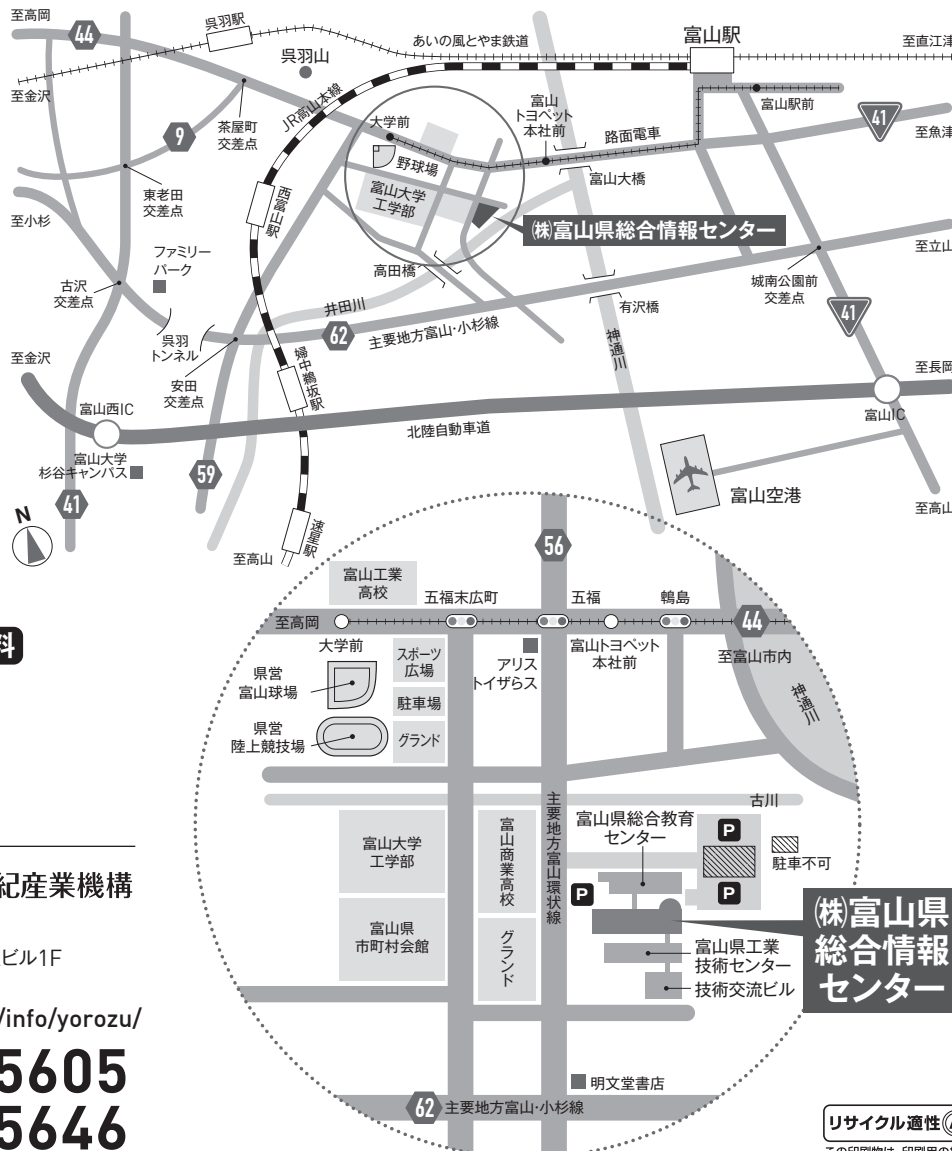 至高岡
44
呉羽駅
あいの風とやま鉄道
富山駅
至直江津
至金沢
呉羽山
JR高山本線
茶屋町
交差点
9
大学前
富山
トヨペット
本社前
路面電車
富山駅前
41
至魚津
野球場
富山大学
工学部
富山大橋
東老田
交差点
西富山駅
至小杉
㈱富山県総合情報センター
至立山
ファミリー
パーク
高田橋
城南公園前
交差点
古沢
交差点
井田川
有沢橋
41
呉羽
トンネル
62
主要地方富山・小杉線
神通川
至金沢
安田
交差点
婦中鵜坂駅
至長岡
富山西IC
富山IC
北陸自動車道
富山大学
杉谷キャンパス
59
富山空港
41
N
速星駅
至高山
至高山
56
富山工業
高校
五福末広町
五福
鵯島
至高岡
44
大学前
スポーツ
広場
アリス
トイザらス
富山トヨペット
本社前
至富山市内
県営
富山球場
駐車場
神通川
県営
陸上競技場
グランド
古川
主要地方富山環状線
富山県総合教育
センター
P
駐車不可
富山大学
工学部
富山商業高校
P
P
富山県
市町村会館
グランド
㈱富山県
総合情報
センター
富山県工業
技術センター
技術交流ビル
明文堂書店
62
主要地方富山・小杉線
料
紀産業機構
ビル1F
/info/yorozu/
5605
5646
リサイクル適性